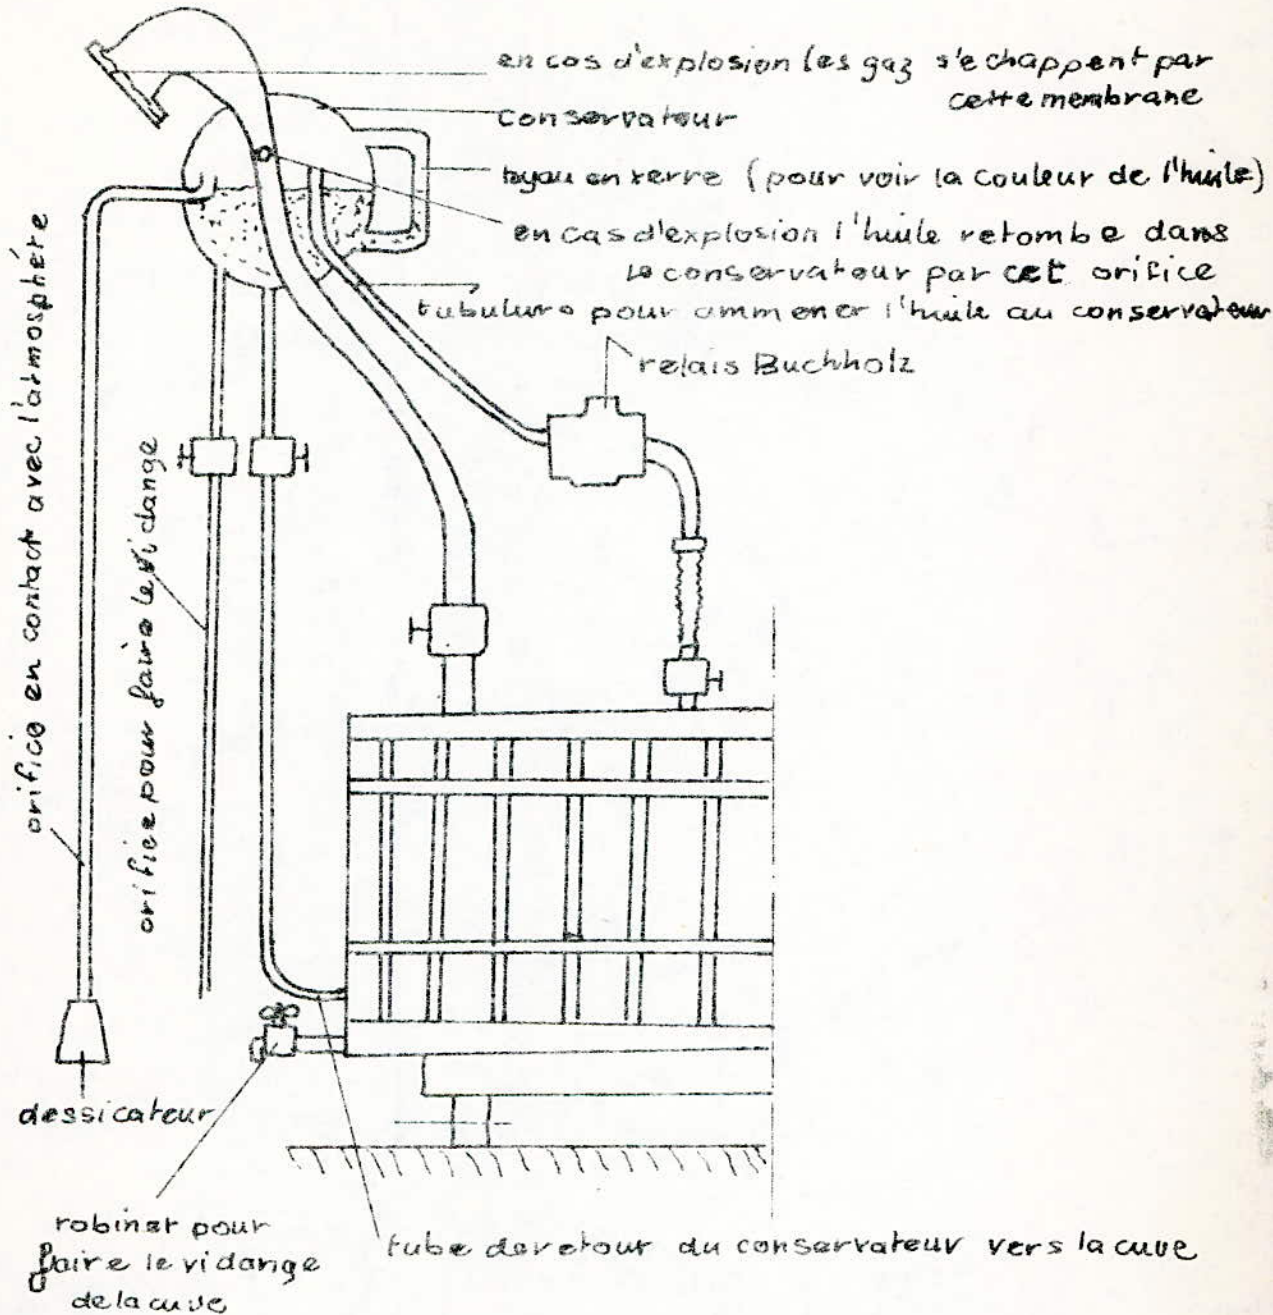 en cas d'explosion les gaz s'echappent par
cette membrane
conservateur
tuyau en verre (pour voir la couleur de l'huile)
en cas d'explosion l'huile retombe dans
le conservateur par cet orifice
tubulure pour ammener l'huile au conservateur
relais Buchholz
orifice en contact avec l'atmosphére
orifice pour faire le vidange
dessicateur
robinet pour
faire le vidange
de la cuve
tube de retour du conservateur vers la cuve